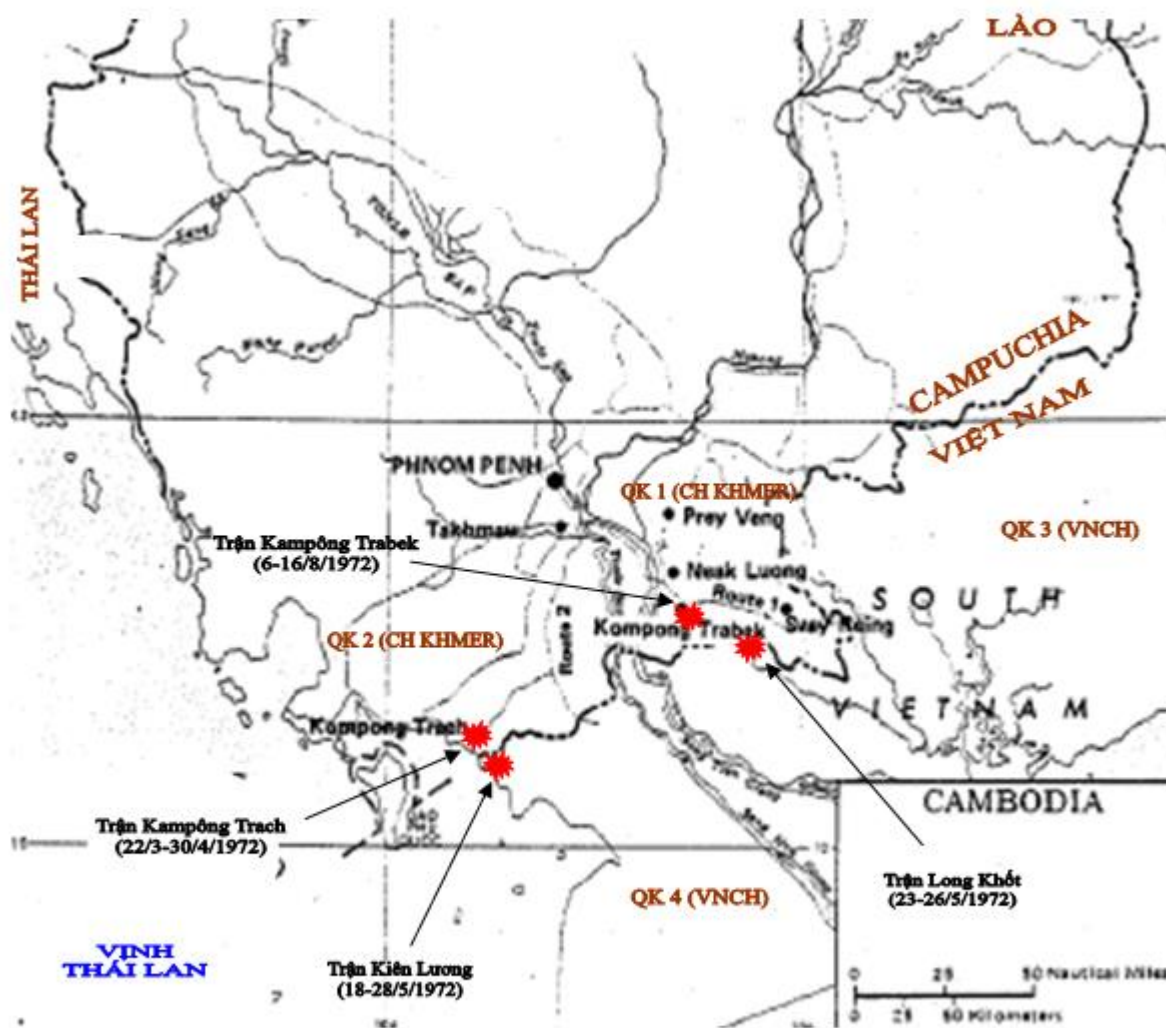 LÀO
THÁI LAN
CAMPUCHIA
VIỆT NAM
PHNOM PENH
QK 1 (CH KHMER)
Prey Veng
QK 3 (VNCH)
Takhmaw
Trận Kampông Trabek
(6-16/8/1972)
Neak Luong
Route 1
SOUTH
Kompong Trabek
Svay Rieng
Route 2
QK 2 (CH KHMER)
VIETNAM
Kompong Trach
CAMBODIA
Trận Kampông Trach
(22/3-30/4/1972)
Trận Long Khốt
(23-26/5/1972)
QK 4 (VNCH)
VỊNH
THÁI LAN
Trận Kiên Lương
(18-28/5/1972)
0 25 50 Nautical Miles
0 25 50 Kilometers